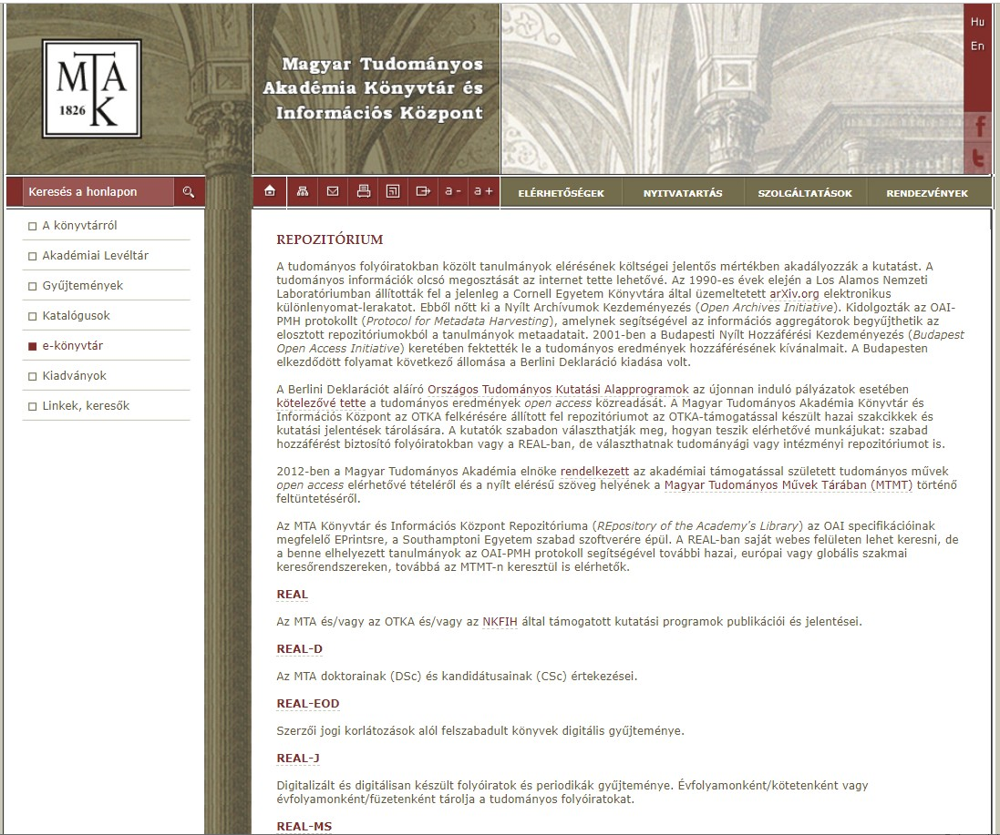 MTAK
1826
Magyar Tudományos
Akadémia Könyvtár és
Információs Központ
Hu
En
f
t
Keresés a honlapon
a -
a +
ELÉRHETŐSÉGEK
NYITVATARTÁS
SZOLGÁLTATÁSOK
RENDEZVÉNYEK
A könyvtárról
Akadémiai Levéltár
Gyűjtemények
Katalógusok
e-könyvtár
Kiadványok
Linkek, keresők
REPOZITÓRIUM
A tudományos folyóiratokban közölt tanulmányok elérésének költségei jelentős mértékben akadályozzák a kutatást. A
tudományos információk olcsó megosztását az internet tette lehetővé. Az 1990-es évek elején a Los Alamos Nemzeti
Laboratóriumban állították fel a jelenleg a Cornell Egyetem Könyvtára által üzemeltetett arXiv.org elektronikus
különlenyomat-lerakatot. Ebből nőtt ki a Nyílt Archívumok Kezdeményezés (Open Archives Initiative). Kidolgozták az OAI-
PMH protokollt (Protocol for Metadata Harvesting), amelynek segítségével az információs aggregátorok begyűjthetik az
elosztott repozitóriumokból a tanulmányok metaadatait. 2001-ben a Budapesti Nyílt Hozzáférési Kezdeményezés (Budapest
Open Access Initiative) keretében fektették le a tudományos eredmények hozzáférésének kívánalmait. A Budapesten
elkezdődött folyamat következő állomása a Berlini Deklaráció kiadása volt.
A Berlini Deklarációt aláíró Országos Tudományos Kutatási Alapprogramok az újonnan induló pályázatok esetében
kötelezővé tette a tudományos eredmények open access közreadását. A Magyar Tudományos Akadémia Könyvtár és
Információs Központ az OTKA felkérésére állított fel repozitóriumot az OTKA-támogatással készült hazai szakcikkek és
kutatási jelentések tárolására. A kutatók szabadon választhatják meg, hogyan teszik elérhetővé munkájukat: szabad
hozzáférést biztosító folyóiratokban vagy a REAL-ban, de választhatnak tudományági vagy intézményi repozitóriumot is.
2012-ben a Magyar Tudományos Akadémia elnöke rendelkezett az akadémiai támogatással született tudományos művek
open access elérhetővé tételéről és a nyílt elérésű szöveg helyének a Magyar Tudományos Művek Tárában (MTMT) történő
feltüntetéséről.
Az MTA Könyvtár és Információs Központ Repozitóriuma (REpository of the Academy's Library) az OAI specifikációinak
megfelelő EPrintsre, a Southamptoni Egyetem szabad szoftverére épül. A REAL-ban saját webes felületen lehet keresni, de
a benne elhelyezett tanulmányok az OAI-PMH protokoll segítségével további hazai, európai vagy globális szakmai
keresőrendszereken, továbbá az MTMT-n keresztül is elérhetők.
REAL
Az MTA és/vagy az OTKA és/vagy az NKFIH által támogatott kutatási programok publikációi és jelentései.
REAL-D
Az MTA doktorainak (DSc) és kandidátusainak (CSc) értekezései.
REAL-EOD
Szerzői jogi korlátozások alól felszabadult könyvek digitális gyűjteménye.
REAL-J
Digitalizált és digitálisan készült folyóiratok és periodikák gyűjteménye. Évfolyamonként/kötetenként vagy
évfolyamonként/füzetenként tárolja a tudományos folyóiratokat.
REAL-MS